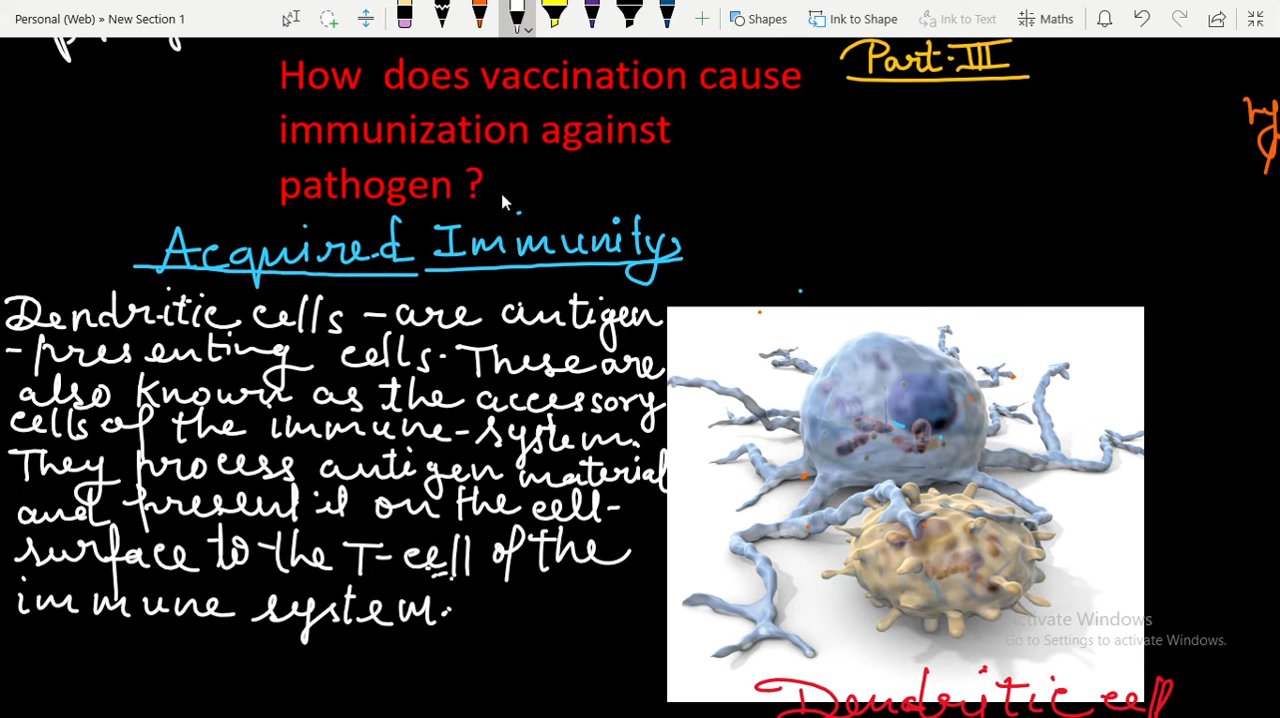 Personal (Web) » New Section 1
Shapes
Ink to Shape
Ink to Text
Maths
Part-III
How does vaccination cause
immunization against
pathogen ?
Acquired Immunity
Dendritic cells - are antigen
-presenting cells. These are
also known as the accessory
cells of the immune-system.
They process antigen material
and present it on the cell-
surface to the T-cell of the
immune system.
Activate Windows
Go to Settings to activate Windows.
Dendritic cell